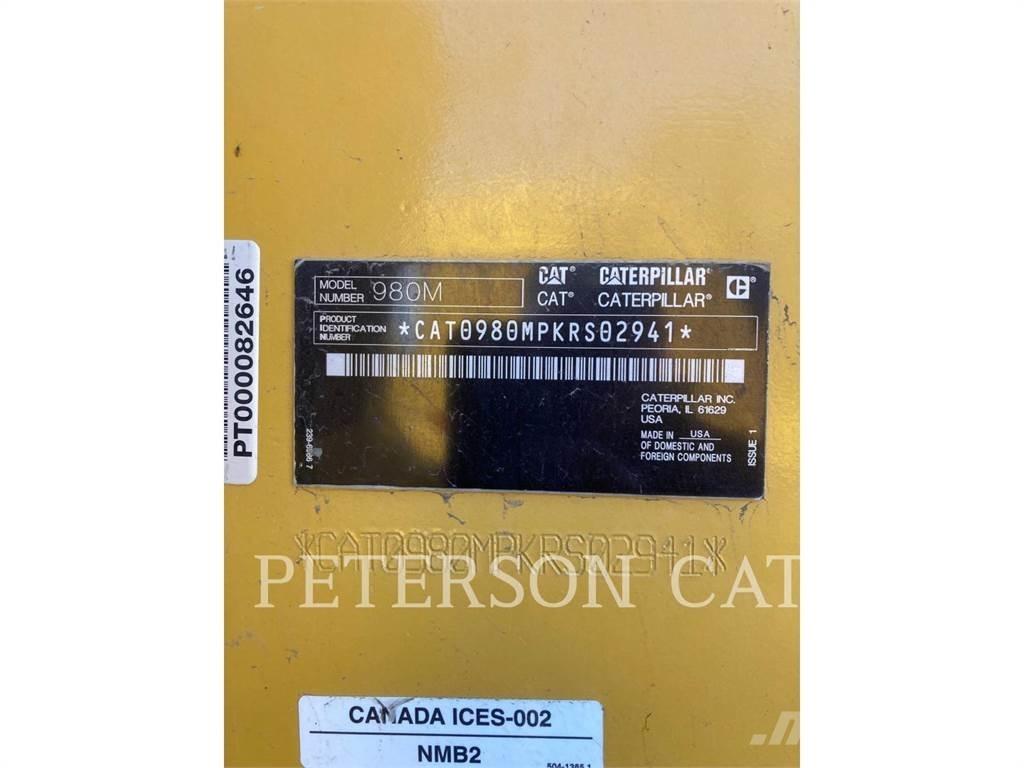 PT000082646
MODEL
NUMBER 980M
CAT® CATERPILLAR®
CAT® CATERPILLAR®
PRODUCT
IDENTIFICATION
NUMBER
*CAT0980MPKRS02941*
CATERPILLAR INC.
PEORIA, IL 61629
USA
MADE IN USA
OF DOMESTIC AND
FOREIGN COMPONENTS
ISSUE 1
*CAT0980MPKRS02941*
PETERSON CAT
CANADA ICES-002
NMB2